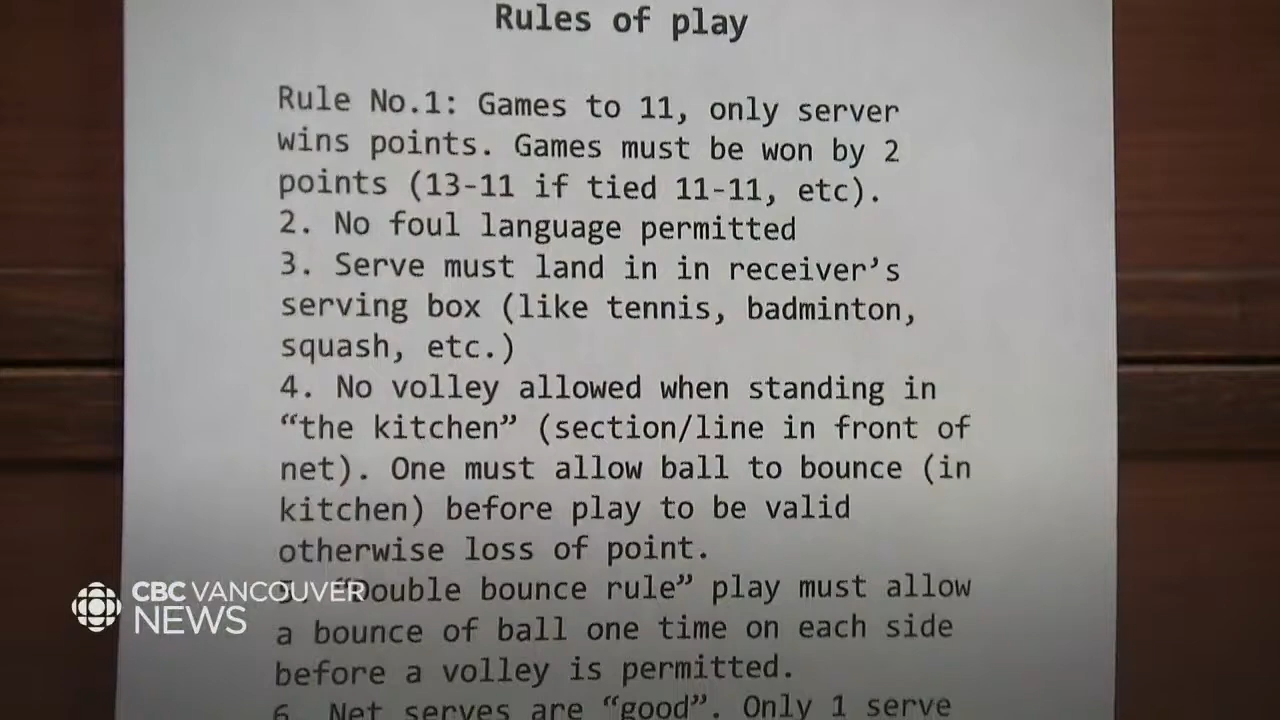 Rules of play
Rule No.1: Games to 11, only server
wins points. Games must be won by 2
points (13-11 if tied 11-11, etc).
2. No foul language permitted
3. Serve must land in in receiver’s
serving box (like tennis, badminton,
squash, etc.)
4. No volley allowed when standing in
“the kitchen” (section/line in front of
net). One must allow ball to bounce (in
kitchen) before play to be valid
otherwise loss of point.
5. “Double bounce rule” play must allow
a bounce of ball one time on each side
before a volley is permitted.
6. Net serves are “good”. Only 1 serve
CBC VANCOUVER
NEWS